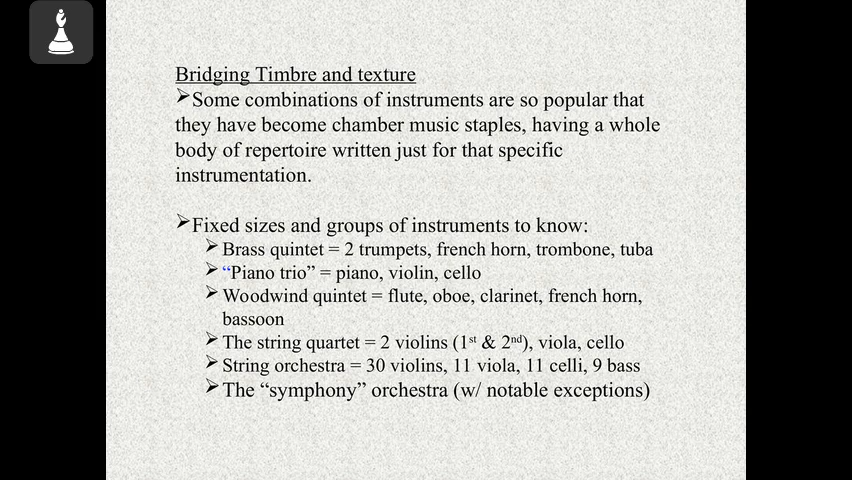 Bridging Timbre and texture
➢Some combinations of instruments are so popular that
they have become chamber music staples, having a whole
body of repertoire written just for that specific
instrumentation.
➢Fixed sizes and groups of instruments to know:
➢Brass quintet = 2 trumpets, french horn, trombone, tuba
➢“Piano trio” = piano, violin, cello
➢Woodwind quintet = flute, oboe, clarinet, french horn,
bassoon
➢The string quartet = 2 violins (1st & 2nd), viola, cello
➢String orchestra = 30 violins, 11 viola, 11 celli, 9 bass
➢The “symphony” orchestra (w/ notable exceptions)